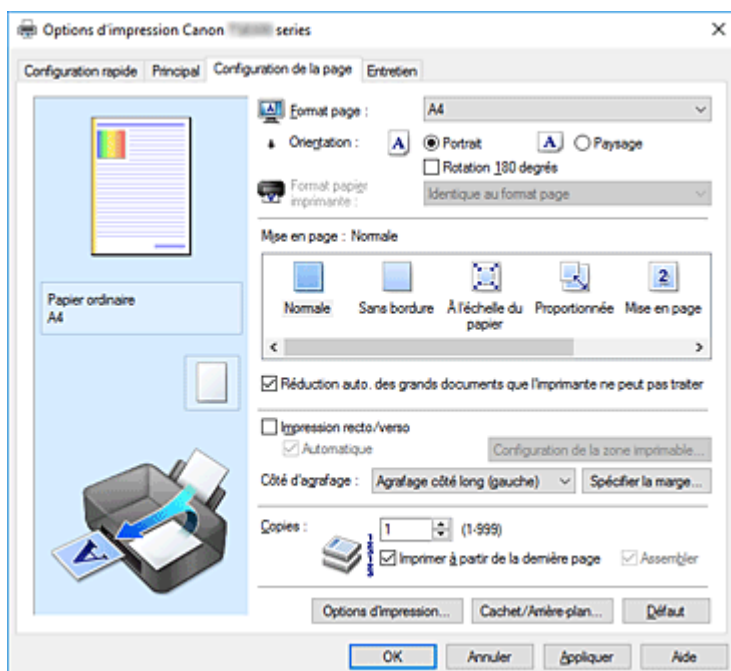 Options d'impression Canon series
Configuration rapide Principal Configuration de la page Entretien
Format page : A4
Orientation : A Portrait A Paysage
Rotation 180 degrés
Format papier
imprimante : Identique au format page
Mise en page : Normale
2
Normale Sans bordure À l'échelle du papier Proportionnée Mise en page
Papier ordinaire
A4
Réduction auto. des grands documents que l'imprimante ne peut pas traiter
Impression recto/verso
Automatique Configuration de la zone imprimable...
Côté d'agrafage : Agrafage côté long (gauche) Spécifier la marge...
Copies : 1 (1-999)
Imprimer à partir de la dernière page Assembler
A
Options d'impression... Cachet/Arrière-plan... Défaut
OK Annuler Appliquer Aide